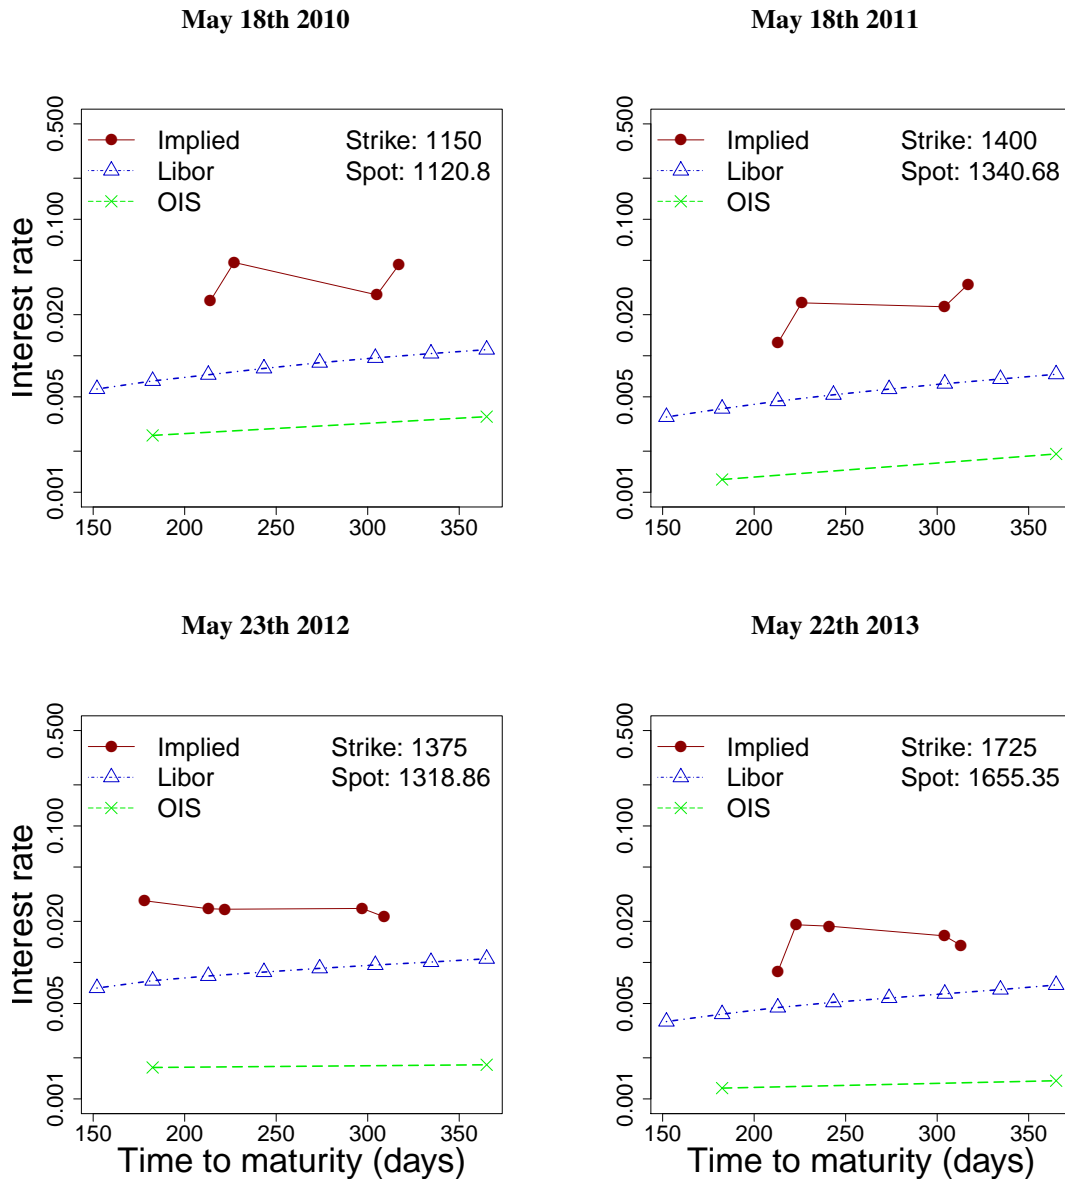 May 18th 2010
Implied
Libor
OIS
Strike: 1150
Spot: 1120.8
Interest rate
0.500
0.100
0.020
0.005
0.001
150 200 250 300 350
May 18th 2011
Implied
Libor
OIS
Strike: 1400
Spot: 1340.68
0.500
0.100
0.020
0.005
0.001
150 200 250 300 350
May 23th 2012
Implied
Libor
OIS
Strike: 1375
Spot: 1318.86
Interest rate
0.500
0.100
0.020
0.005
0.001
150 200 250 300 350
Time to maturity (days)
May 22th 2013
Implied
Libor
OIS
Strike: 1725
Spot: 1655.35
0.500
0.100
0.020
0.005
0.001
150 200 250 300 350
Time to maturity (days)